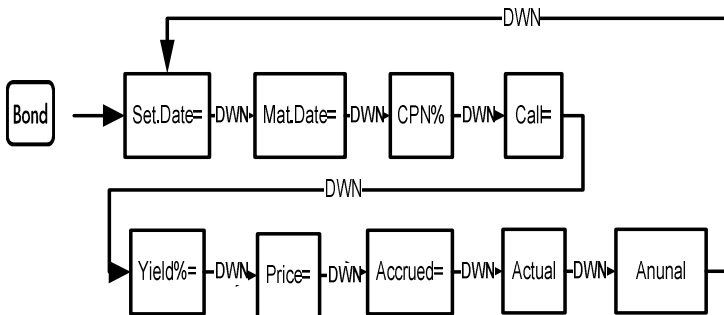 DWN
Bond Set.Date= DWN Mat.Date= DWN CPN% DWN Call=
DWN
Yield%= DWN Price= DWN Accrued= DWN Actual DWN Anunal